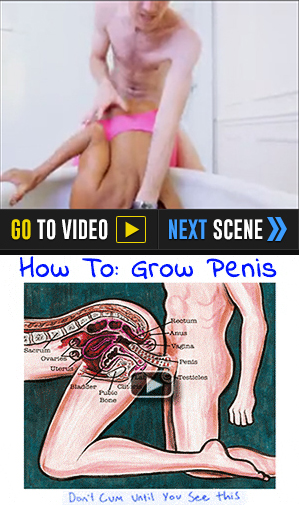 GO TO VIDEO NEXT SCENE
How To: Grow Penis
Rectum
Anus
Vagina
Sacrum
Ovaries
Penis
Uterus
Testicles
Bladder
Pubic
Bone
Don't Cum Until You See This